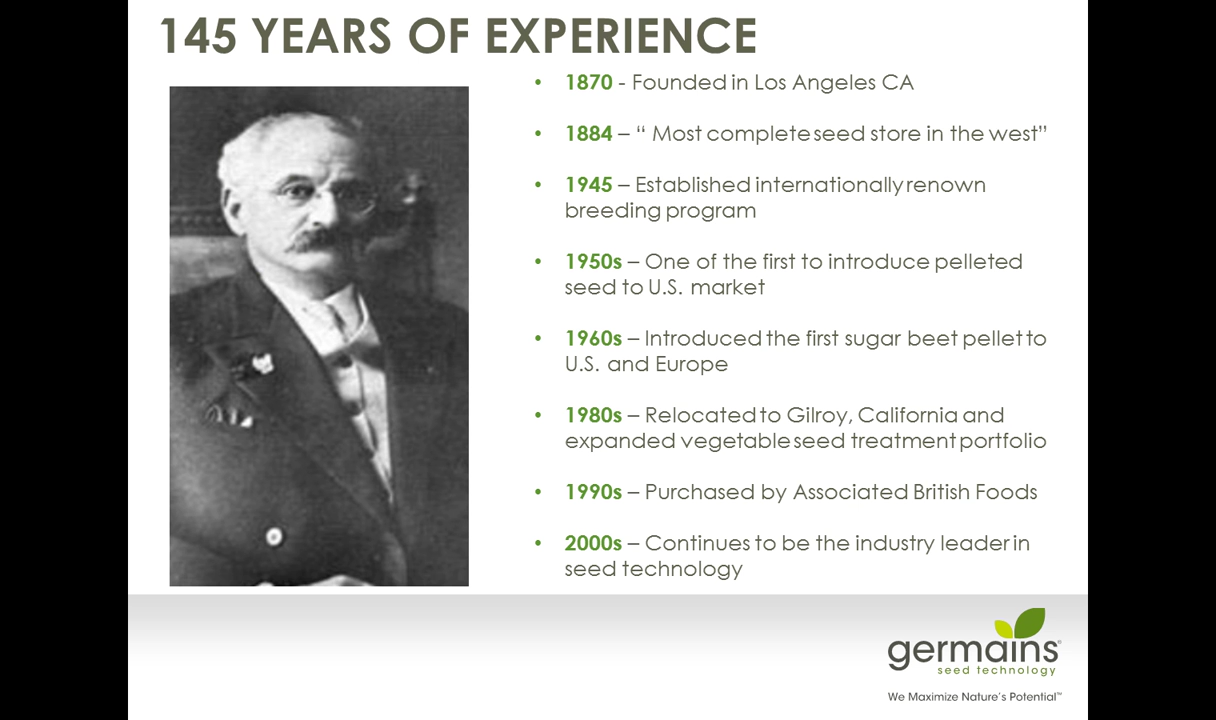 145 YEARS OF EXPERIENCE
• 1870 - Founded in Los Angeles CA
• 1884 – “ Most complete seed store in the west”
• 1945 – Established internationally renown
breeding program
• 1950s – One of the first to introduce pelleted
seed to U.S. market
• 1960s – Introduced the first sugar beet pellet to
U.S. and Europe
• 1980s – Relocated to Gilroy, California and
expanded vegetable seed treatment portfolio
• 1990s – Purchased by Associated British Foods
• 2000s – Continues to be the industry leader in
seed technology
germains®
seed technology
We Maximize Nature's Potential™